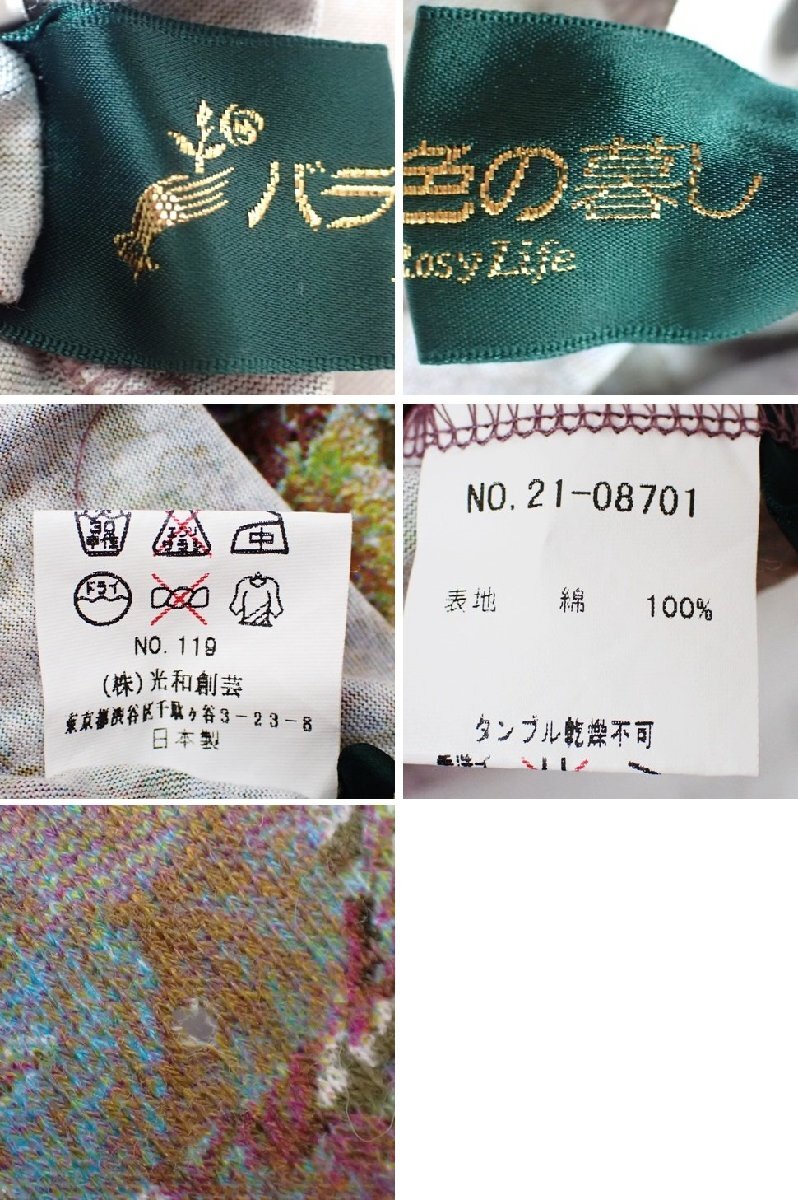 バラ
色の暮し
Rosy Life
中
ドライ
NO. 119
(株)光和創芸
東京都渋谷区千駄ヶ谷3-23-8
日本製
NO. 21-08701
表地 綿 100%
タンブル乾燥不可